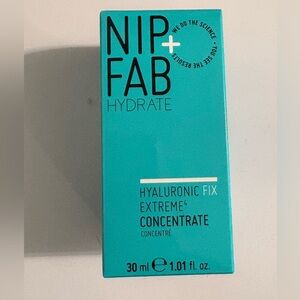 NIP+
FAB
HYDRATE
WE DO THE SCIENCE • YOU SEE THE RESULTS •
HYALURONIC FIX
EXTREME⁴
CONCENTRATE
CONCENTRÉ
30 ml ℮ 1.01 fl. oz.